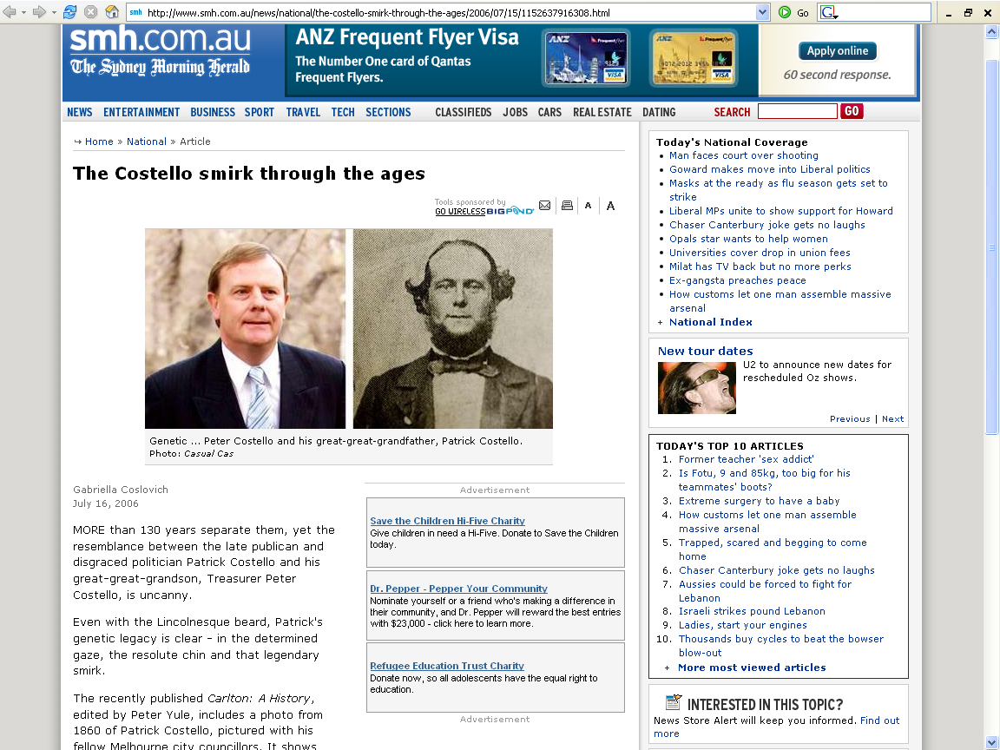 smh http://www.smh.com.au/news/national/the-costello-smirk-through-the-ages/2006/07/15/1152637916308.html Go G
smh.com.au
The Sydney Morning Herald
ANZ Frequent Flyer Visa
The Number One card of Qantas
Frequent Flyers.
ANZ
VISA
ANZ
VISA
Apply online
60 second response.
NEWS ENTERTAINMENT BUSINESS SPORT TRAVEL TECH SECTIONS CLASSIFIEDS JOBS CARS REAL ESTATE DATING SEARCH GO
Home » National » Article
The Costello smirk through the ages
Tools sponsored by
GO WIRELESS BIGPOND
A A
Genetic ... Peter Costello and his great-great-grandfather, Patrick Costello.
Photo: Casual Cas
Gabriella Coslovich
July 16, 2006
MORE than 130 years separate them, yet the
resemblance between the late publican and
disgraced politician Patrick Costello and his
great-great-grandson, Treasurer Peter
Costello, is uncanny.
Even with the Lincolnesque beard, Patrick's
genetic legacy is clear - in the determined
gaze, the resolute chin and that legendary
smirk.
The recently published Carlton: A History,
edited by Peter Yule, includes a photo from
1860 of Patrick Costello, pictured with his
fellow Melbourne city councillors. It shows
Advertisement
Save the Children Hi-Five Charity
Give children in need a Hi-Five. Donate to Save the Children
today.
Dr. Pepper - Pepper Your Community
Nominate yourself or a friend who's making a difference in
their community, and Dr. Pepper will reward the best entries
with $23,000 - click here to learn more.
Refugee Education Trust Charity
Donate now, so all adolescents have the equal right to
education.
Advertisement
Today's National Coverage
• Man faces court over shooting
• Goward makes move into Liberal politics
• Masks at the ready as flu season gets set to
strike
• Liberal MPs unite to show support for Howard
• Chaser Canterbury joke gets no laughs
• Opals star wants to help women
• Universities cover drop in union fees
• Milat has TV back but no more perks
• Ex-gangsta preaches peace
• How customs let one man assemble massive
arsenal
+ National Index
New tour dates
U2 to announce new dates for
rescheduled Oz shows.
Previous | Next
TODAY'S TOP 10 ARTICLES
1. Former teacher 'sex addict'
2. Is Fotu, 9 and 85kg, too big for his
teammates' boots?
3. Extreme surgery to have a baby
4. How customs let one man assemble
massive arsenal
5. Trapped, scared and begging to come
home
6. Chaser Canterbury joke gets no laughs
7. Aussies could be forced to fight for
Lebanon
8. Israeli strikes pound Lebanon
9. Ladies, start your engines
10. Thousands buy cycles to beat the bowser
blow-out
+ More most viewed articles
INTERESTED IN THIS TOPIC?
News Store Alert will keep you informed. Find out
more